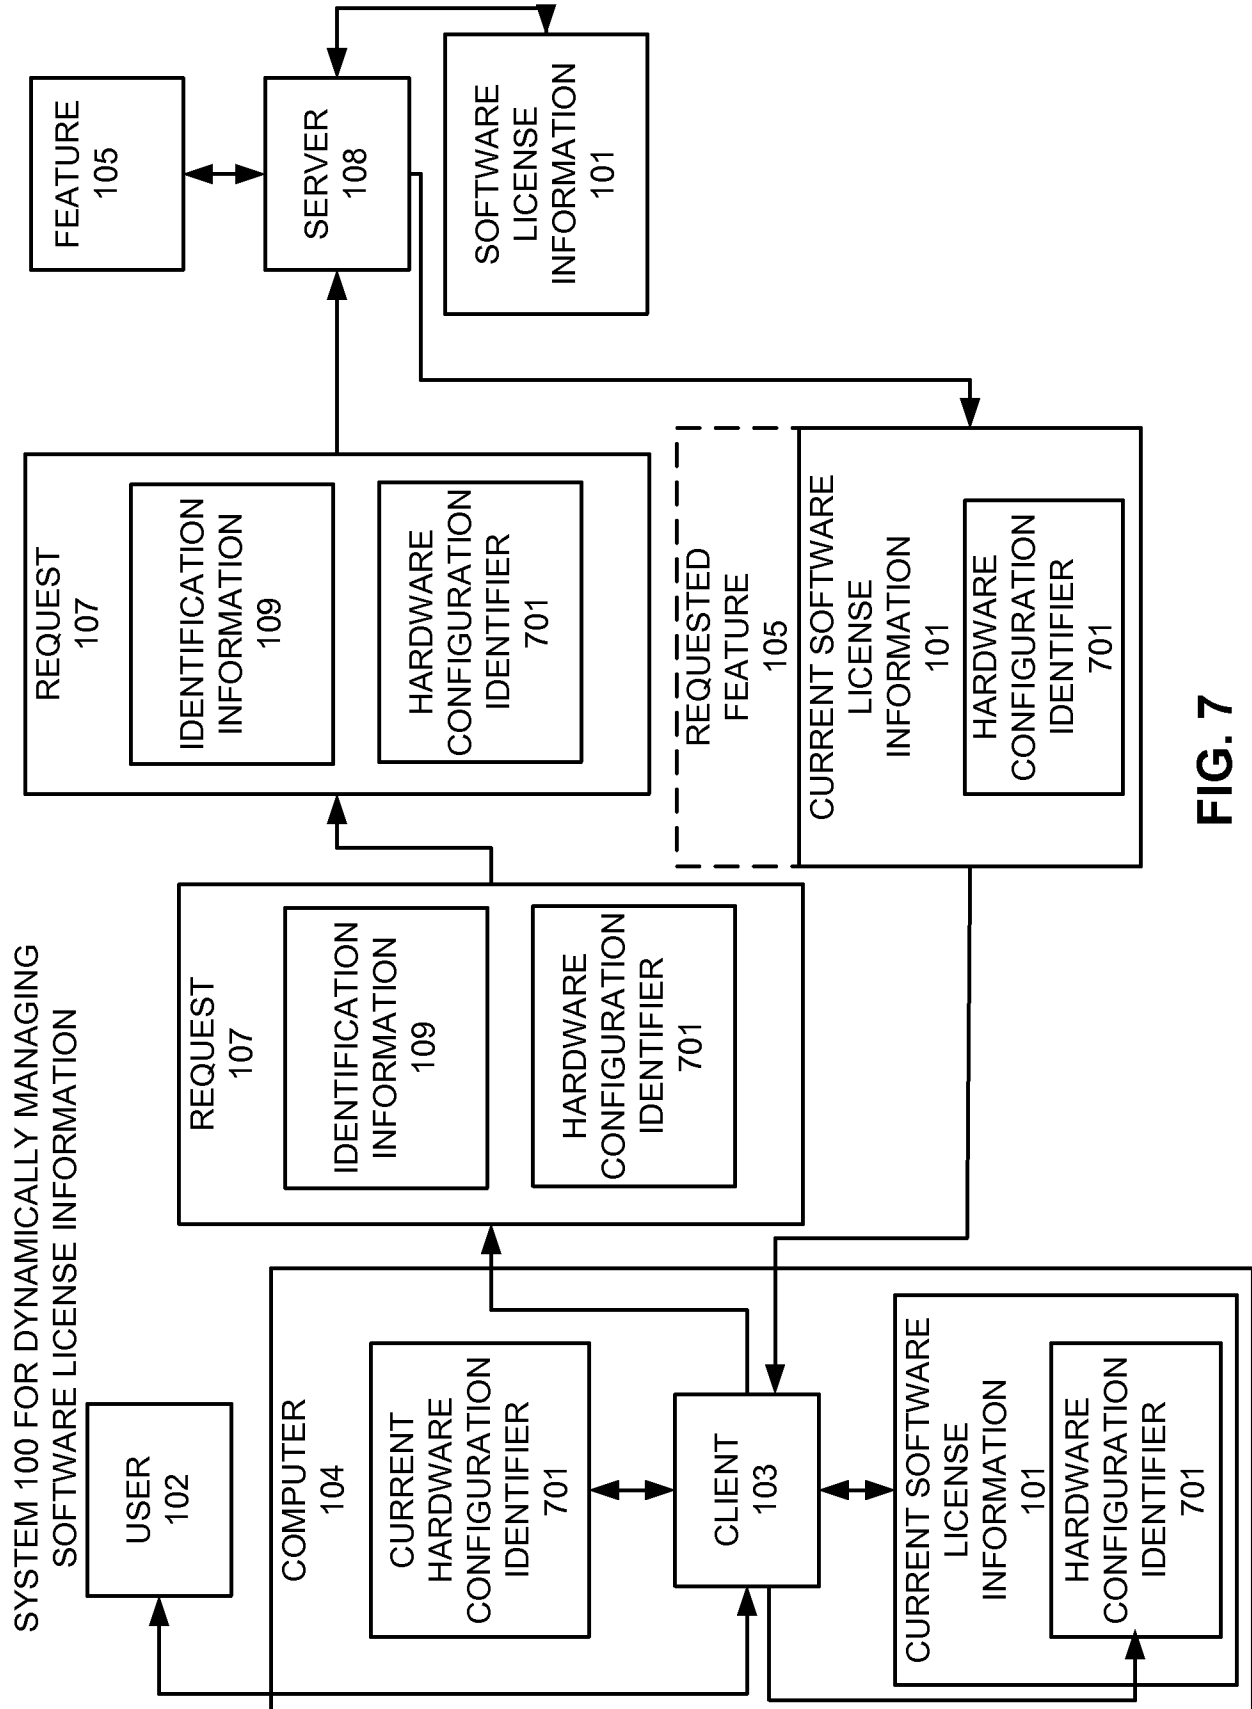 SYSTEM 100 FOR DYNAMICALLY MANAGING
SOFTWARE LICENSE INFORMATION
USER
102
COMPUTER
104
CURRENT
HARDWARE
CONFIGURATION
IDENTIFIER
701
CLIENT
103
CURRENT SOFTWARE
LICENSE
INFORMATION
101
HARDWARE
CONFIGURATION
IDENTIFIER
701
REQUEST
107
IDENTIFICATION
INFORMATION
109
HARDWARE
CONFIGURATION
IDENTIFIER
701
REQUEST
107
IDENTIFICATION
INFORMATION
109
HARDWARE
CONFIGURATION
IDENTIFIER
701
REQUESTED
FEATURE
105
CURRENT SOFTWARE
LICENSE
INFORMATION
101
HARDWARE
CONFIGURATION
IDENTIFIER
701
FEATURE
105
SERVER
108
SOFTWARE
LICENSE
INFORMATION
101
FIG. 7